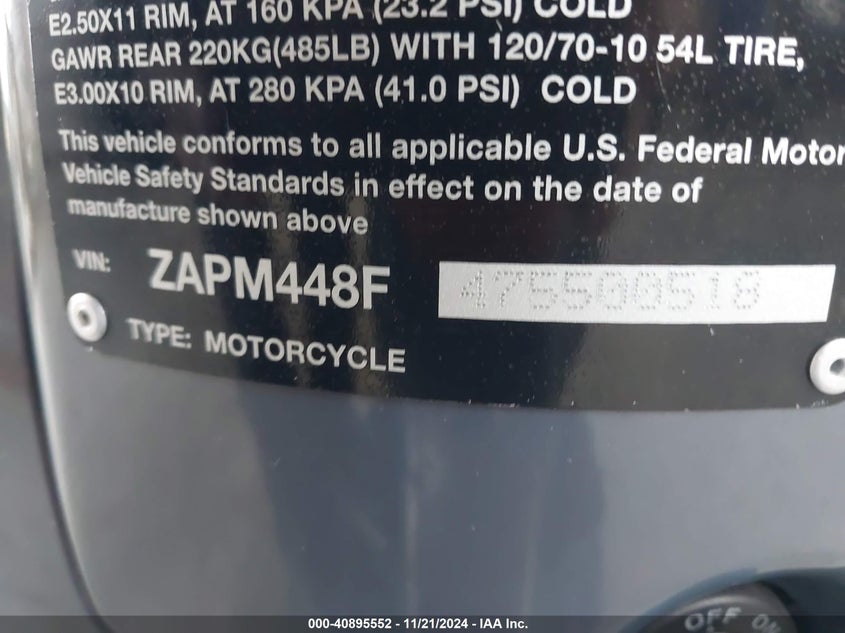 E2.50X11 RIM, AT 160 KPA (23.2 PSI) COLD
GAWR REAR 220KG(485LB) WITH 120/70-10 54L TIRE,
E3.00X10 RIM, AT 280 KPA (41.0 PSI) COLD
This vehicle conforms to all applicable U.S. Federal Motor
Vehicle Safety Standards in effect on the date of
manufacture shown above
VIN: ZAPM448F 475500518
TYPE: MOTORCYCLE
OFF ON
000-40895552 - 11/21/2024 - IAA Inc.